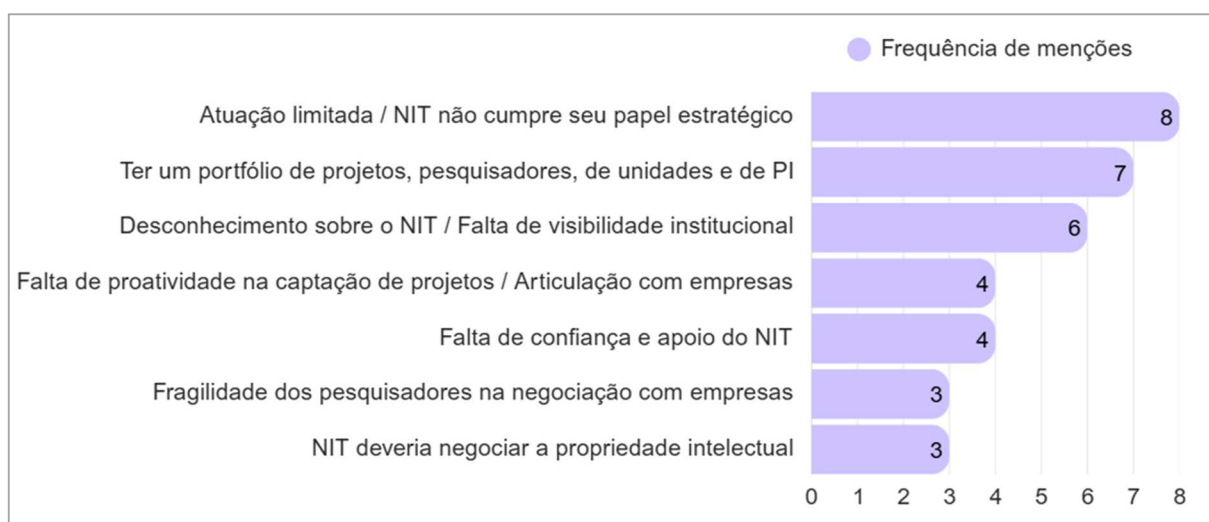 Frequência de menções
Atuação limitada / NIT não cumpre seu papel estratégico
8
Ter um portfólio de projetos, pesquisadores, de unidades e de PI
7
Desconhecimento sobre o NIT / Falta de visibilidade institucional
6
Falta de proatividade na captação de projetos / Articulação com empresas
4
Falta de confiança e apoio do NIT
4
Fragilidade dos pesquisadores na negociação com empresas
3
NIT deveria negociar a propriedade intelectual
3
0 1 2 3 4 5 6 7 8